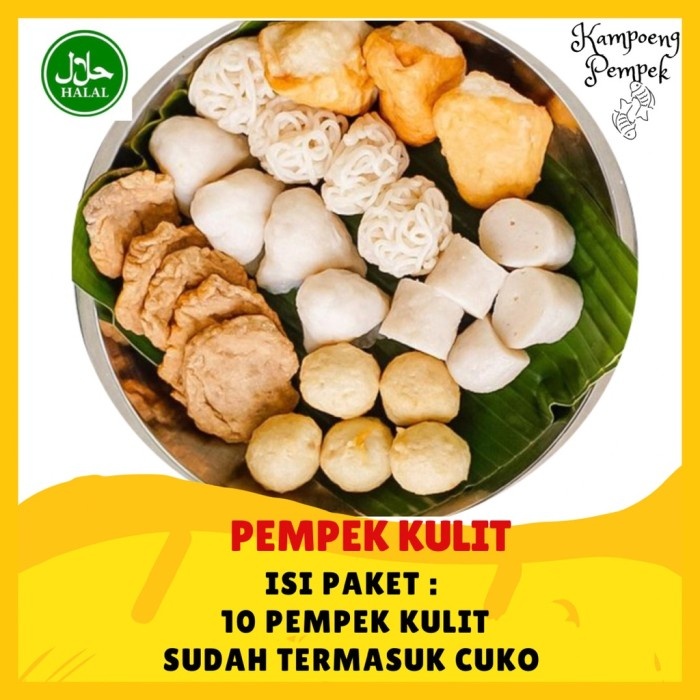 حلال
HALAL
Kampoeng
Pempek
PEMPEK KULIT
ISI PAKET :
10 PEMPEK KULIT
SUDAH TERMASUK CUKO